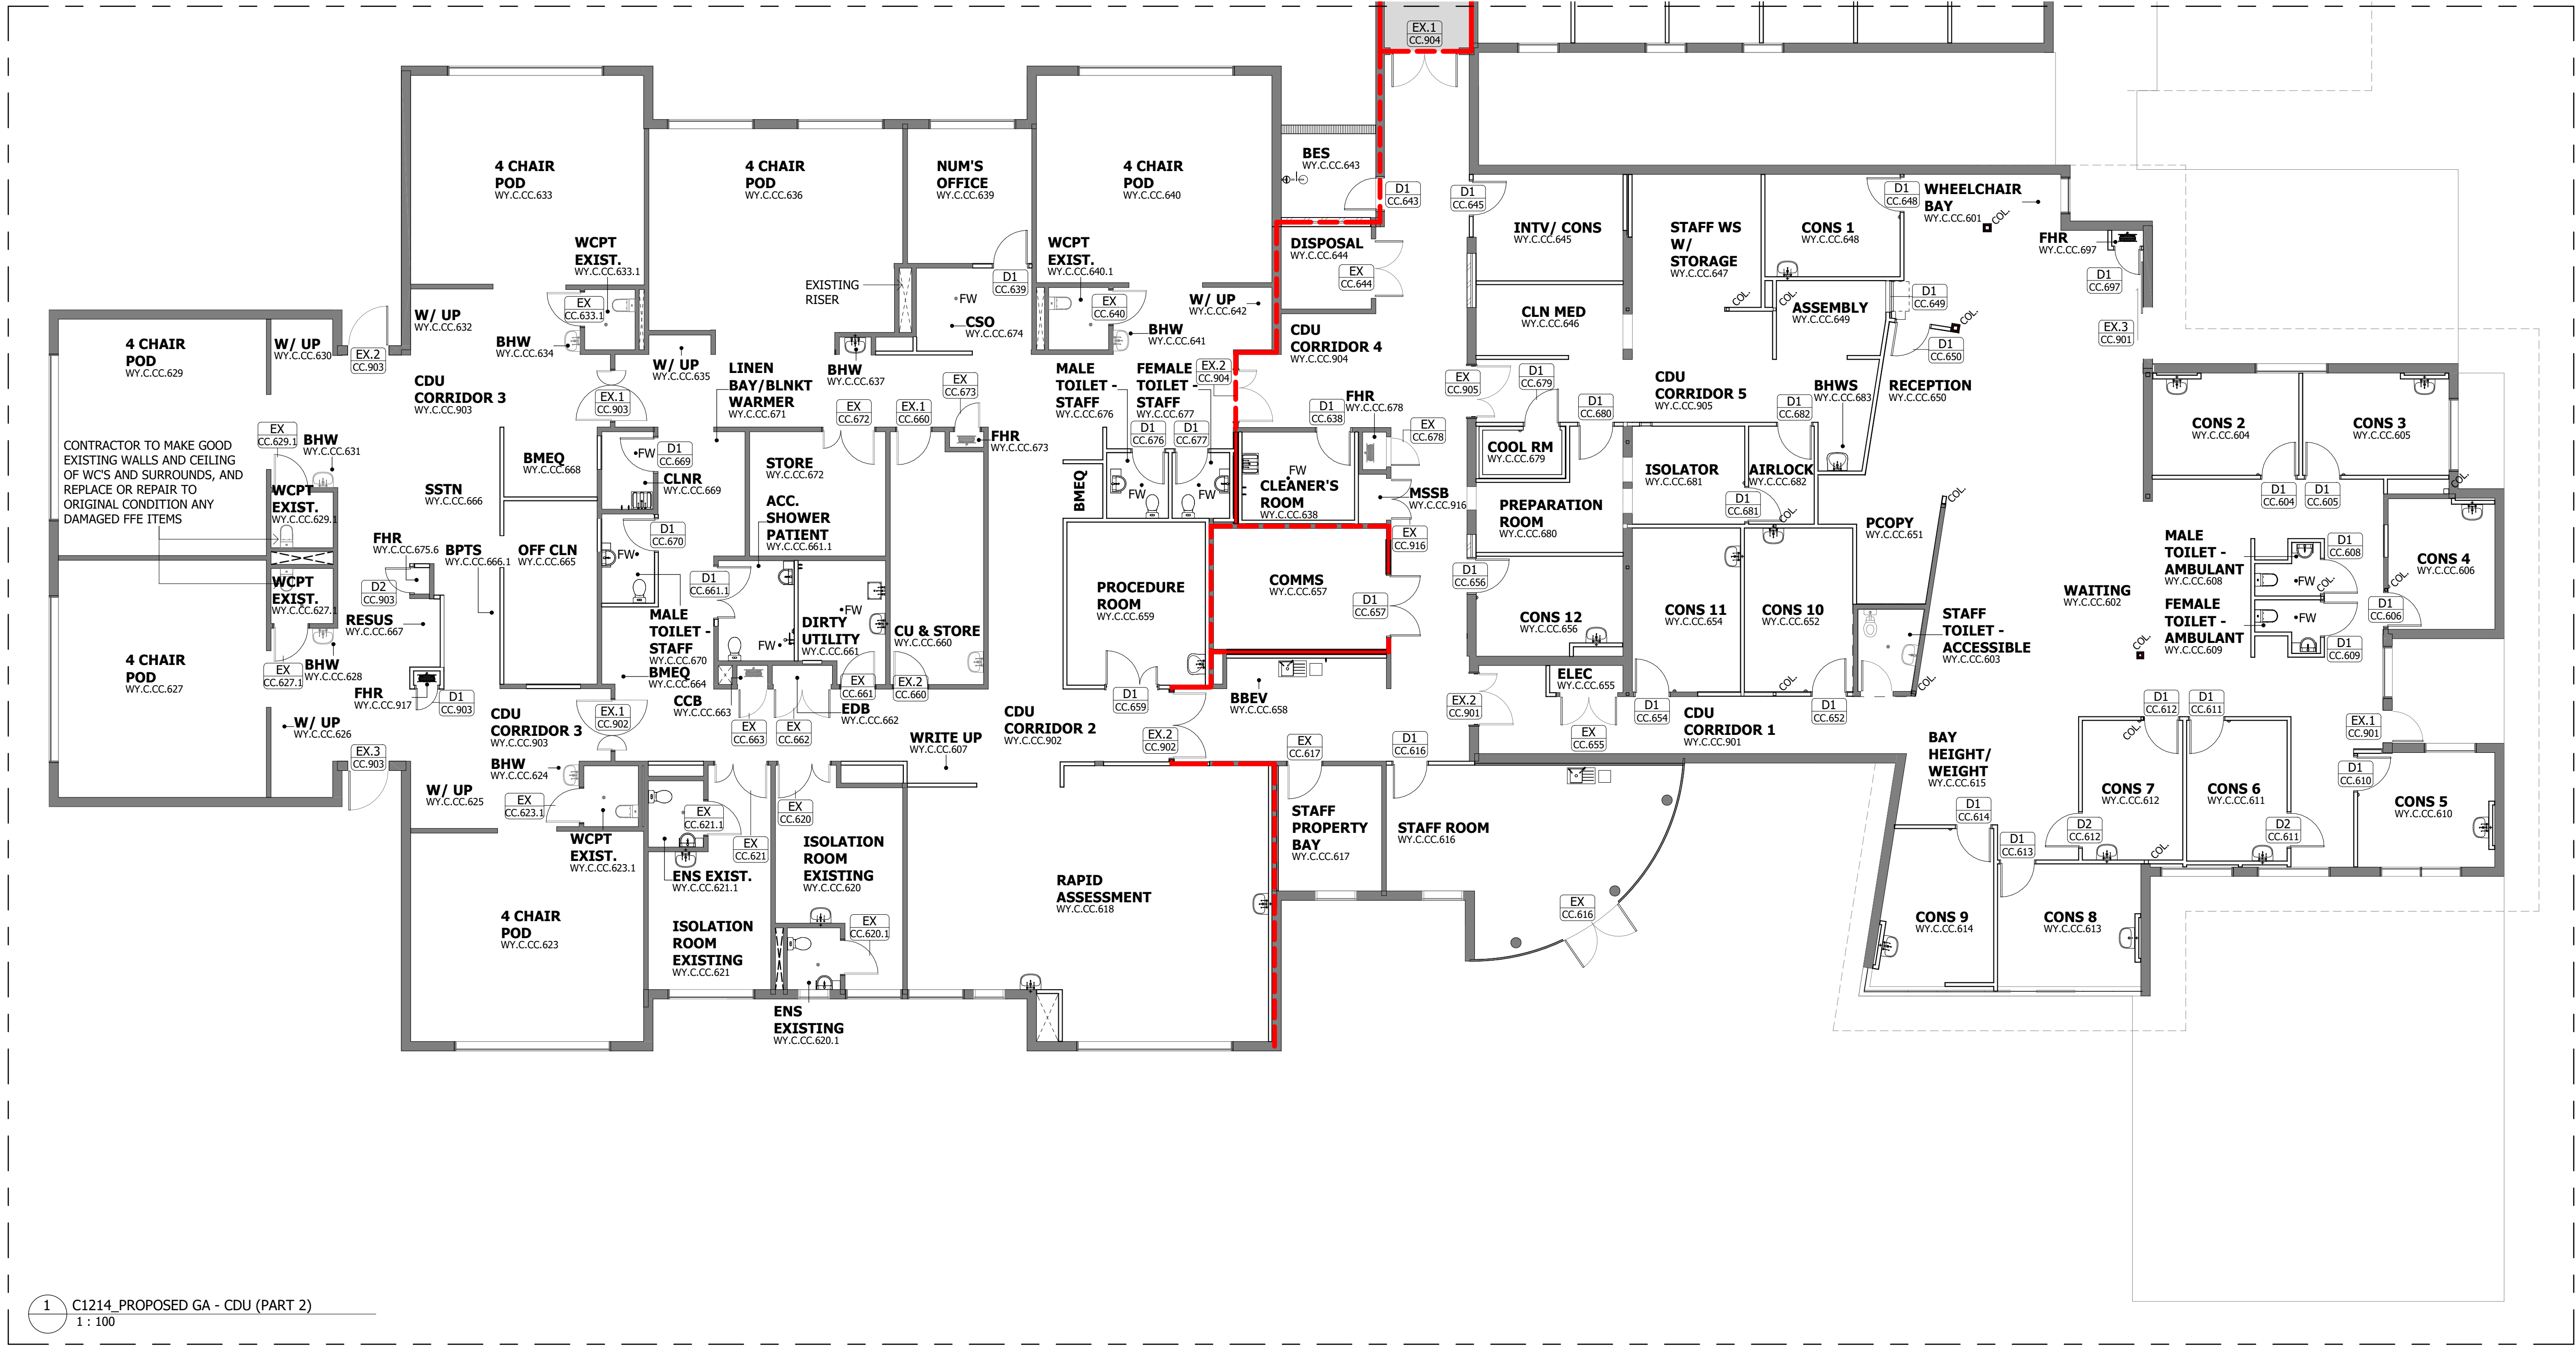 EX.1
CC.904
4 CHAIR
POD
WY.C.CC.633
4 CHAIR
POD
WY.C.CC.636
NUM'S
OFFICE
WY.C.CC.639
4 CHAIR
POD
WY.C.CC.640
BES
WY.C.CC.643
D1
CC.643
D1
CC.645
INTV/ CONS
WY.C.CC.645
STAFF WS
W/
STORAGE
WY.C.CC.647
CONS 1
WY.C.CC.648
D1
CC.648
WHEELCHAIR
BAY
WY.C.CC.601
COL.
FHR
WY.C.CC.697
D1
CC.697
WCPT
EXIST.
WY.C.CC.633.1
EX
CC.633.1
EXISTING
RISER
D1
CC.639
FW
CSO
WY.C.CC.674
WCPT
EXIST.
WY.C.CC.640.1
EX
CC.640
W/ UP
WY.C.CC.642
BHW
WY.C.CC.641
DISPOSAL
WY.C.CC.644
EX
CC.644
CDU
CORRIDOR 4
WY.C.CC.904
CLN MED
WY.C.CC.646
COL.
COL.
ASSEMBLY
WY.C.CC.649
D1
CC.649
COL.
D1
CC.650
EX.3
CC.901
4 CHAIR
POD
WY.C.CC.629
W/ UP
WY.C.CC.630
EX.2
CC.903
W/ UP
WY.C.CC.632
BHW
WY.C.CC.634
CDU
CORRIDOR 3
WY.C.CC.903
EX.1
CC.903
W/ UP
WY.C.CC.635
LINEN
BAY/BLNKT
WARMER
WY.C.CC.671
BHW
WY.C.CC.637
EX
CC.672
EX.1
CC.660
EX
CC.673
FHR
WY.C.CC.673
MALE
TOILET -
STAFF
WY.C.CC.676
FEMALE
TOILET -
STAFF
WY.C.CC.677
EX.2
CC.904
D1
CC.676
D1
CC.677
FHR
WY.C.CC.678
D1
CC.638
EX
CC.678
EX
CC.905
D1
CC.679
D1
CC.680
CDU
CORRIDOR 5
WY.C.CC.905
D1
CC.682
BHWS
WY.C.CC.683
RECEPTION
WY.C.CC.650
CONS 2
WY.C.CC.604
CONS 3
WY.C.CC.605
D1
CC.604
D1
CC.605
COL.
CONTRACTOR TO MAKE GOOD
EXISTING WALLS AND CEILING
OF WC'S AND SURROUNDS, AND
REPLACE OR REPAIR TO
ORIGINAL CONDITION ANY
DAMAGED FFE ITEMS
EX
CC.629.1
BHW
WY.C.CC.631
WCPT
EXIST.
WY.C.CC.629.1
SSTN
WY.C.CC.666
BMEQ
WY.C.CC.668
FW
D1
CC.669
CLNR
WY.C.CC.669
STORE
WY.C.CC.672
ACC.
SHOWER
PATIENT
WY.C.CC.661.1
BMEQ
FW
FW
FW
CLEANER'S
ROOM
WY.C.CC.638
MSSB
WY.C.CC.916
EX
CC.916
COOL RM
WY.C.CC.679
PREPARATION
ROOM
WY.C.CC.680
ISOLATOR
WY.C.CC.681
AIRLOCK
WY.C.CC.682
D1
CC.681
COL.
PCOPY
WY.C.CC.651
COL.
FHR
WY.C.CC.675.6
D2
CC.903
BPTS
WY.C.CC.666.1
OFF CLN
WY.C.CC.665
D1
CC.670
FW
WCPT
EXIST.
WY.C.CC.627.1
RESUS
WY.C.CC.667
EX
CC.627.1
BHW
WY.C.CC.628
FHR
WY.C.CC.917
D1
CC.903
D1
CC.661.1
MALE
TOILET -
STAFF
WY.C.CC.670
BMEQ
WY.C.CC.664
FW
FW
DIRTY
UTILITY
WY.C.CC.661
CU & STORE
WY.C.CC.660
PROCEDURE
ROOM
WY.C.CC.659
COMMS
WY.C.CC.657
D1
CC.657
D1
CC.656
CONS 12
WY.C.CC.656
CONS 11
WY.C.CC.654
CONS 10
WY.C.CC.652
COL.
STAFF
TOILET -
ACCESSIBLE
WY.C.CC.603
COL.
WAITING
WY.C.CC.602
COL.
MALE
TOILET -
AMBULANT
WY.C.CC.608
FEMALE
TOILET -
AMBULANT
WY.C.CC.609
FW
COL.
FW
D1
CC.608
D1
CC.609
COL.
D1
CC.606
CONS 4
WY.C.CC.606
4 CHAIR
POD
WY.C.CC.627
W/ UP
WY.C.CC.626
EX.3
CC.903
CDU
CORRIDOR 3
WY.C.CC.903
EX.1
CC.902
CCB
WY.C.CC.663
EX
CC.663
EX
CC.662
EX
CC.661
EX.2
CC.660
EDB
WY.C.CC.662
WRITE UP
WY.C.CC.607
CDU
CORRIDOR 2
WY.C.CC.902
D1
CC.659
EX.2
CC.902
BBEV
WY.C.CC.658
EX
CC.617
D1
CC.616
EX.2
CC.901
ELEC
WY.C.CC.655
EX
CC.655
D1
CC.654
CDU
CORRIDOR 1
WY.C.CC.901
D1
CC.652
BAY
HEIGHT/
WEIGHT
WY.C.CC.615
D1
CC.612
D1
CC.611
COL.
EX.1
CC.901
D1
CC.610
W/ UP
WY.C.CC.625
BHW
WY.C.CC.624
EX
CC.623.1
WCPT
EXIST.
WY.C.CC.623.1
EX
CC.621.1
ENS EXIST.
WY.C.CC.621.1
EX
CC.621
EX
CC.620
ISOLATION
ROOM
EXISTING
WY.C.CC.620
STAFF
PROPERTY
BAY
WY.C.CC.617
STAFF ROOM
WY.C.CC.616
D1
CC.614
D1
CC.613
CONS 7
WY.C.CC.612
D2
CC.612
COL.
CONS 6
WY.C.CC.611
D2
CC.611
CONS 5
WY.C.CC.610
4 CHAIR
POD
WY.C.CC.623
ISOLATION
ROOM
EXISTING
WY.C.CC.621
EX
CC.620.1
RAPID
ASSESSMENT
WY.C.CC.618
EX
CC.616
CONS 9
WY.C.CC.614
CONS 8
WY.C.CC.613
ENS
EXISTING
WY.C.CC.620.1
1
C1214_PROPOSED GA - CDU (PART 2)
1 : 100